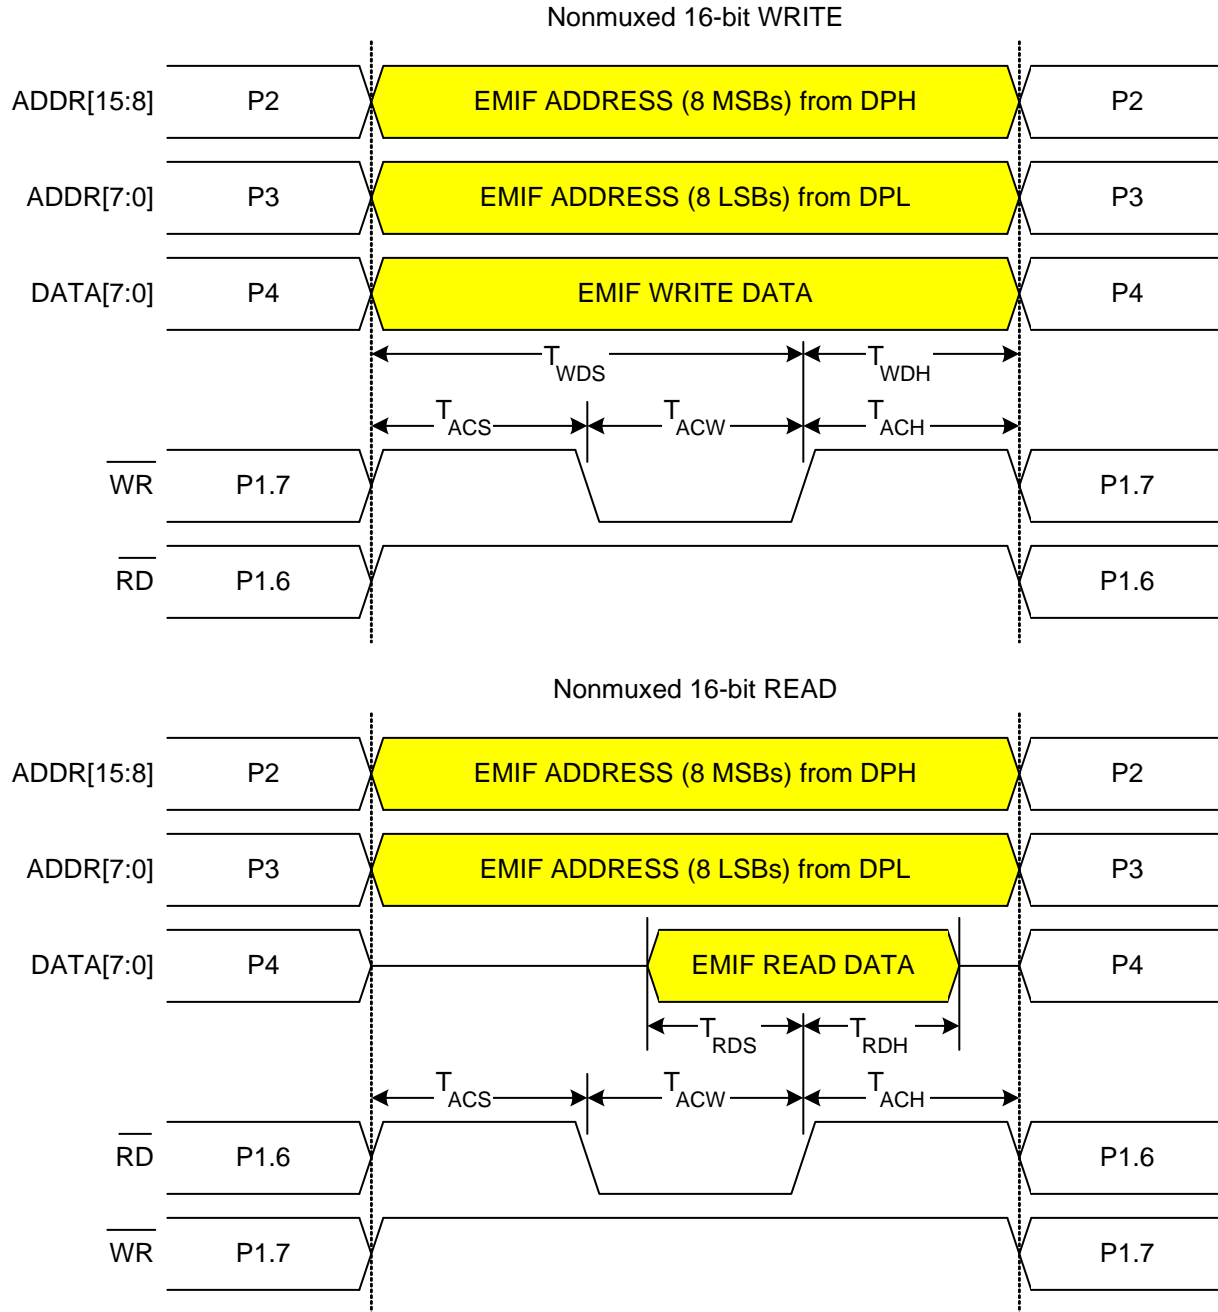 Nonmuxed 16-bit WRITE
ADDR[15:8] P2 EMIF ADDRESS (8 MSBs) from DPH P2
ADDR[7:0] P3 EMIF ADDRESS (8 LSBs) from DPL P3
DATA[7:0] P4 EMIF WRITE DATA P4
TWDS TWDH
TACS TACW TACH
WR P1.7 P1.7
RD P1.6 P1.6
Nonmuxed 16-bit READ
ADDR[15:8] P2 EMIF ADDRESS (8 MSBs) from DPH P2
ADDR[7:0] P3 EMIF ADDRESS (8 LSBs) from DPL P3
DATA[7:0] P4 EMIF READ DATA P4
TRDS TRDH
TACS TACW TACH
RD P1.6 P1.6
WR P1.7 P1.7